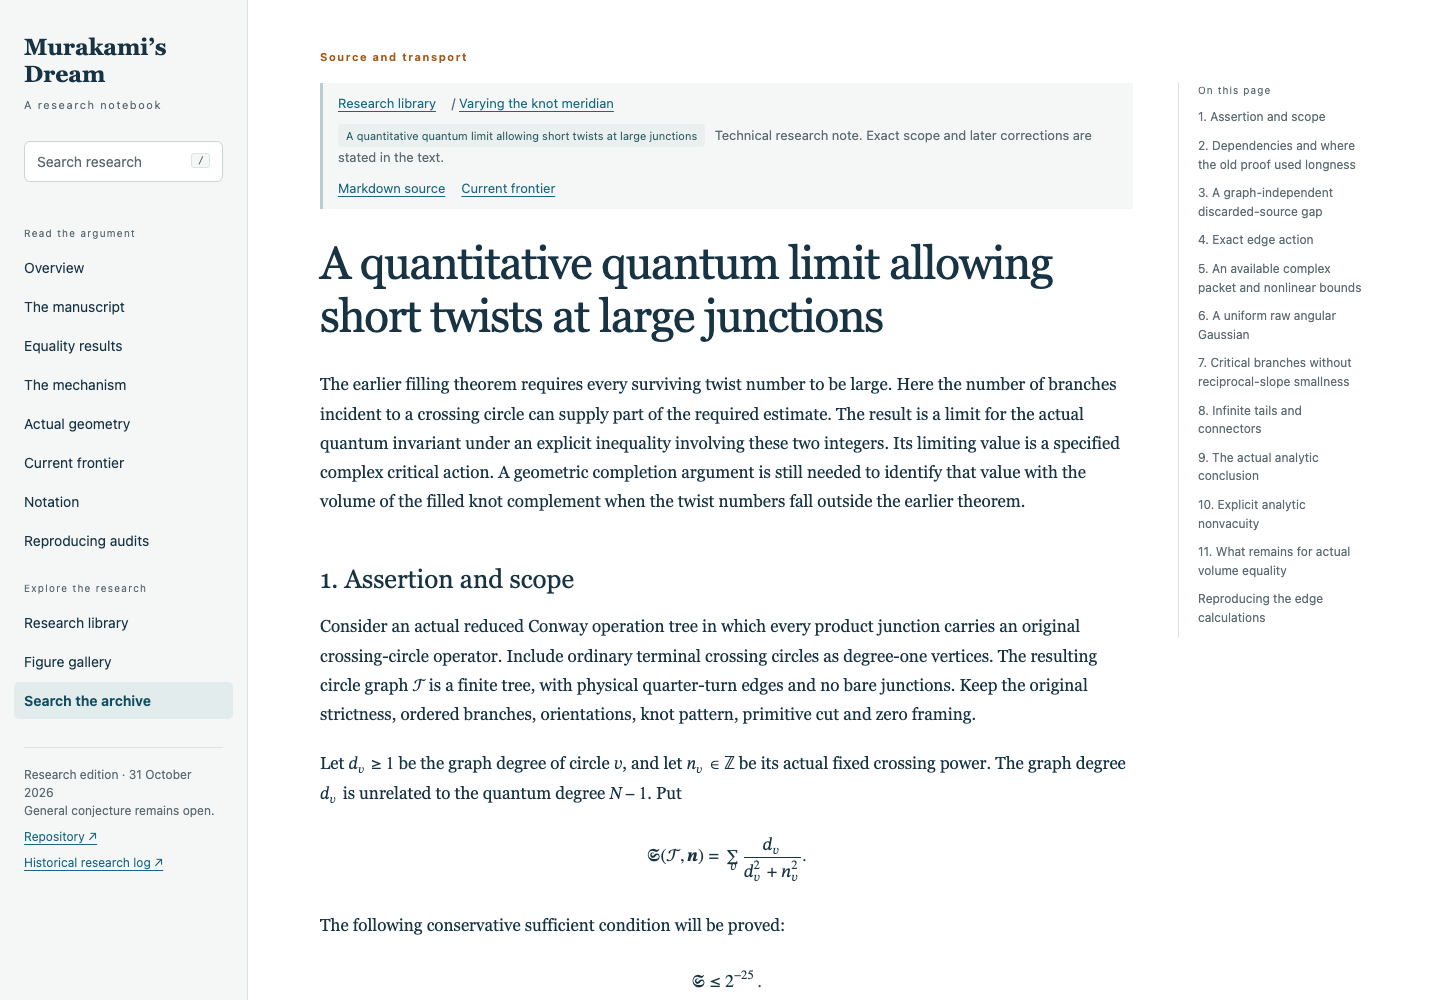 Murakami’s
Dream
A research notebook
Search research /
Read the argument
Overview
The manuscript
Equality results
The mechanism
Actual geometry
Current frontier
Notation
Reproducing audits
Explore the research
Research library
Figure gallery
Search the archive
Research edition · 31 October
2026
General conjecture remains open.
Repository ↗
Historical research log ↗
Source and transport
Research library / Varying the knot meridian
A quantitative quantum limit allowing short twists at large junctions Technical research note. Exact scope and later corrections are
stated in the text.
Markdown source Current frontier
A quantitative quantum limit allowing
short twists at large junctions
The earlier filling theorem requires every surviving twist number to be large. Here the number of branches
incident to a crossing circle can supply part of the required estimate. The result is a limit for the actual
quantum invariant under an explicit inequality involving these two integers. Its limiting value is a specified
complex critical action. A geometric completion argument is still needed to identify that value with the
volume of the filled knot complement when the twist numbers fall outside the earlier theorem.
1. Assertion and scope
Consider an actual reduced Conway operation tree in which every product junction carries an original
crossing-circle operator. Include ordinary terminal crossing circles as degree-one vertices. The resulting
circle graph 𝒯 is a finite tree, with physical quarter-turn edges and no bare junctions. Keep the original
strictness, ordered branches, orientations, knot pattern, primitive cut and zero framing.
Let d_v ≥ 1 be the graph degree of circle v, and let n_v ∈ ℤ be its actual fixed crossing power. The graph degree
d_v is unrelated to the quantum degree N − 1. Put
𝔖(𝒯, n) = ∑_v d_v / (d_v^2 + n_v^2).
The following conservative sufficient condition will be proved:
𝔖 ≤ 2^−25.
On this page
1. Assertion and scope
2. Dependencies and where
the old proof used longness
3. A graph-independent
discarded-source gap
4. Exact edge action
5. An available complex
packet and nonlinear bounds
6. A uniform raw angular
Gaussian
7. Critical branches without
reciprocal-slope smallness
8. Infinite tails and
connectors
9. The actual analytic
conclusion
10. Explicit analytic
nonvacuity
11. What remains for actual
volume equality
Reproducing the edge
calculations